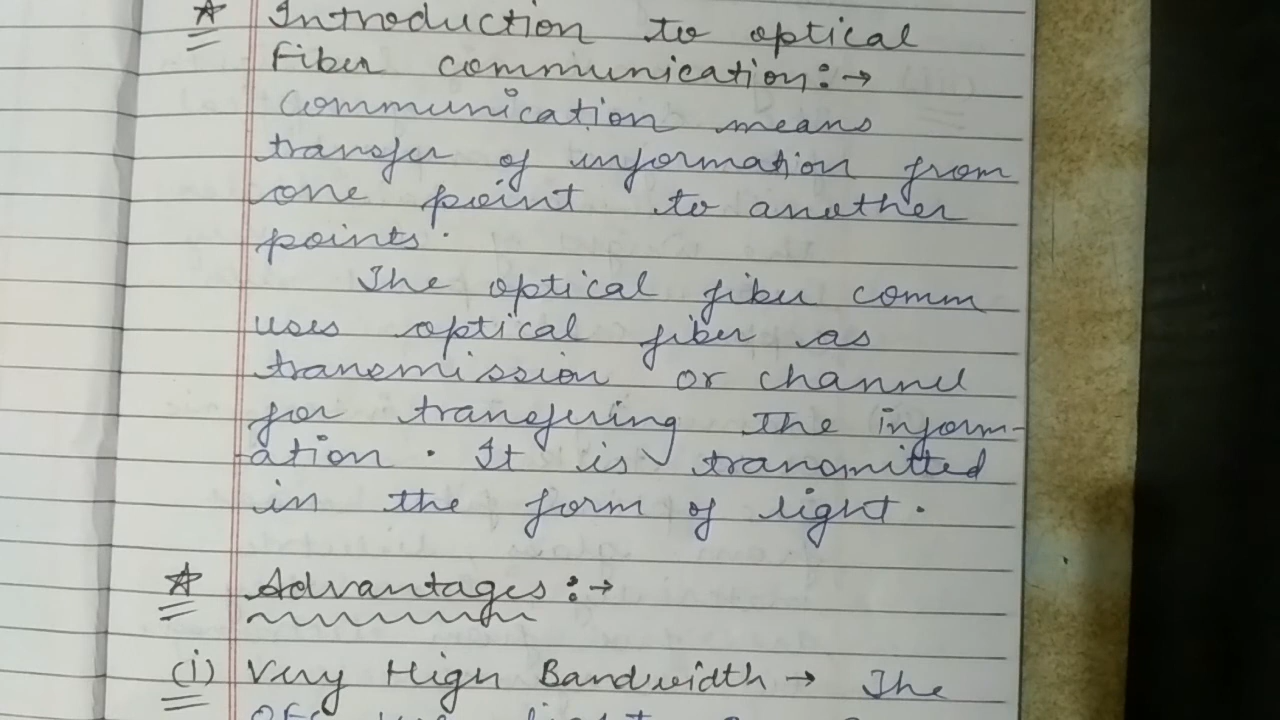 ☆ Introduction to optical
Fiber communication:→
Communication means
transfer of information from
one point to another
points.
The optical fiber comm
uses optical fiber as
transmission or channel
for transfering the inform-
ation. It is transmitted
in the form of light.
☆ Advantages:→
(i) Very High Bandwidth → The
OFC